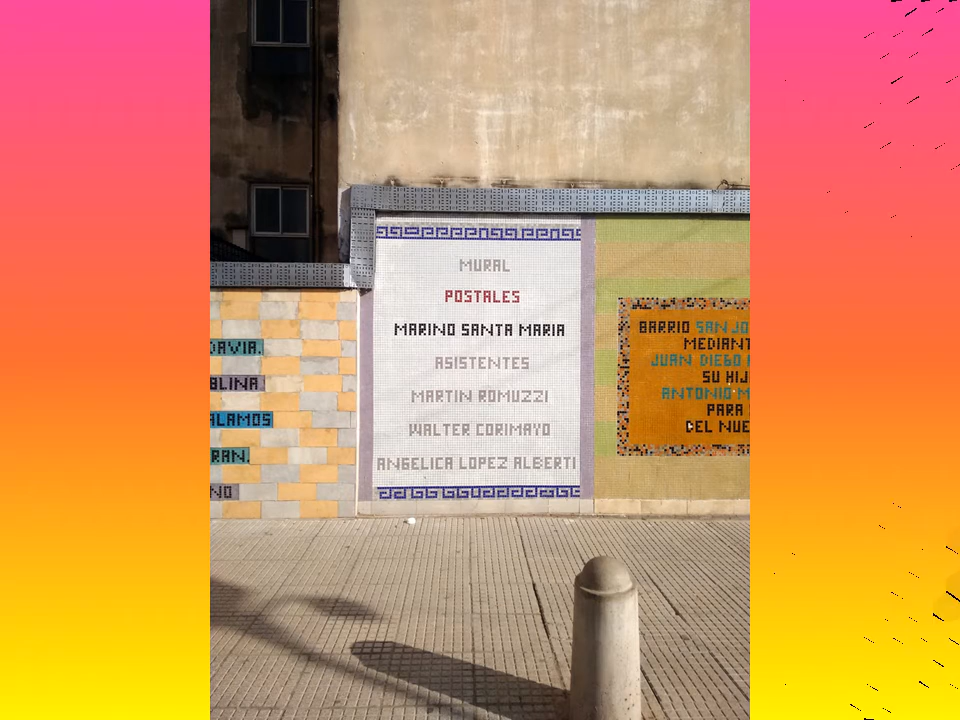 DAVIA.
BLINA.
ALAMOS
RAN.
NO
MURAL
POSTALES
MARINO SANTA MARIA
ASISTENTES
MARTIN ROMUZZI
WALTER CORIMAYO
ANGELICA LOPEZ ALBERTI
BARRIO SAN JO
MEDIANT
JUAN DIEGO
SU HIJ
ANTONIO M
PARA
DEL NUE